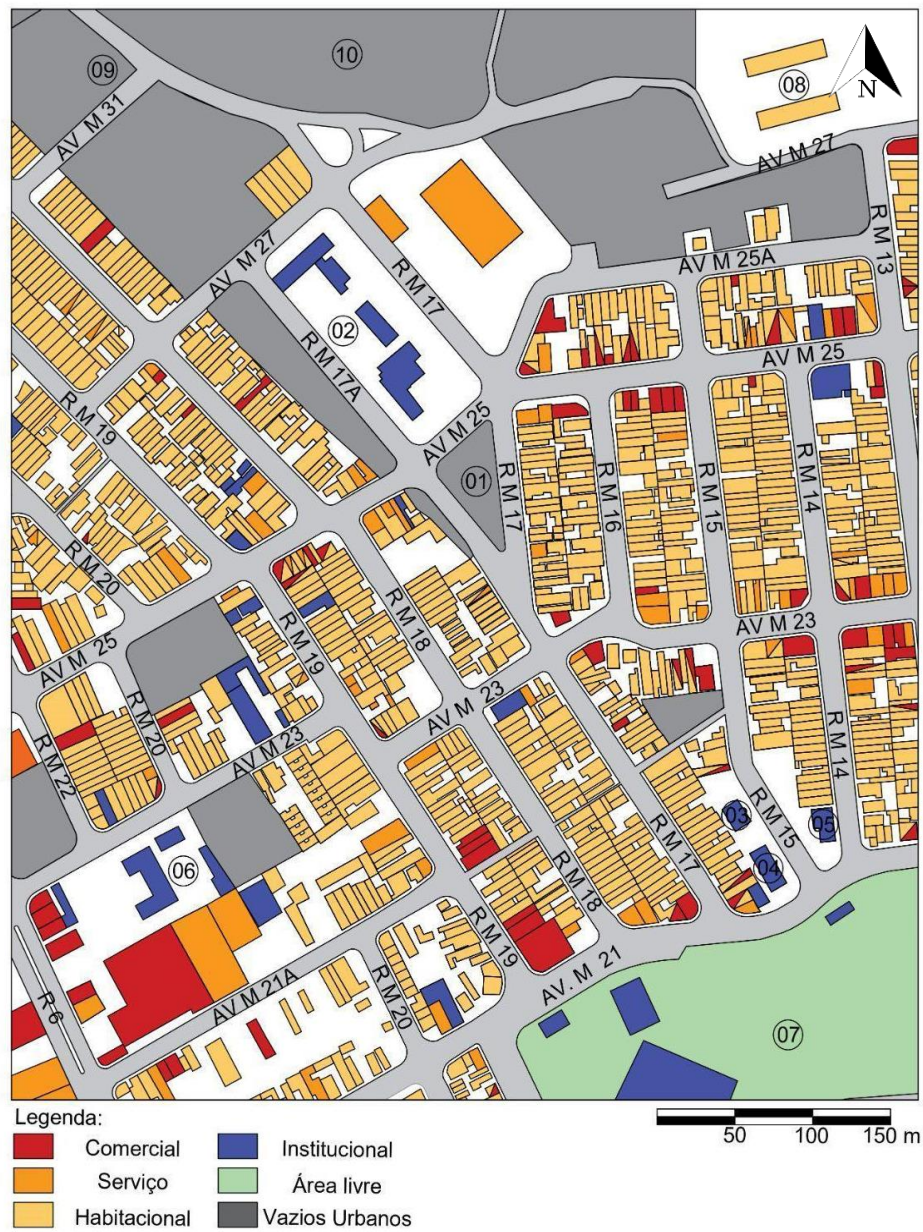 10
09
08
N
AV M 31
AV M 27
R M 13
AV M 27
R M 17
AV M 25A
02
R M 17A
AV M 25
R M 19
AV M 25
01
R M 17
R M 16
R M 15
R M 14
R M 20
R M 19
R M 18
AV M 23
AV M 25
R M 20
AV M 23
AV M 23
R M 22
R M 14
03
R M 15
05
R M 17
04
06
R M 18
R M 19
AV M 21A
R M 20
AV. M 21
R 6
07
Legenda:
Comercial
Institucional
Serviço
Área livre
Habitacional
Vazios Urbanos
50 100 150 m